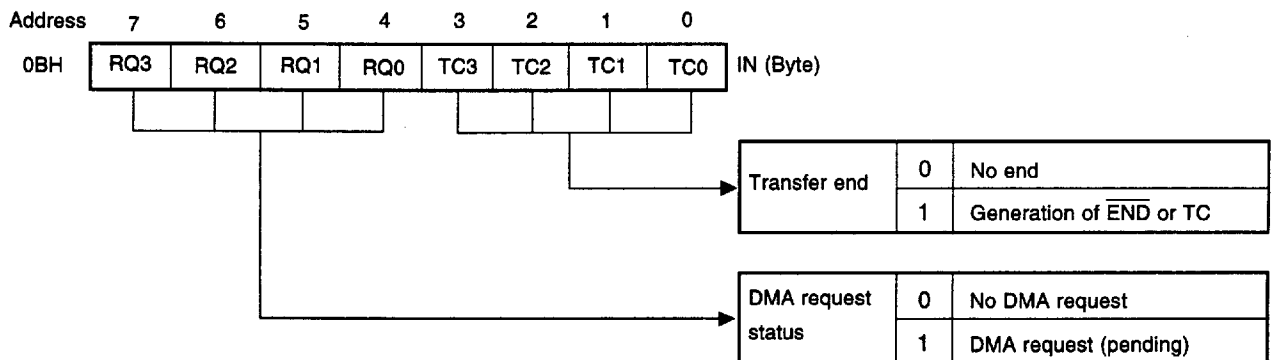 Address 7 6 5 4 3 2 1 0
0BH RQ3 RQ2 RQ1 RQ0 TC3 TC2 TC1 TC0 IN (Byte)
Transfer end 0 No end
1 Generation of END or TC
DMA request status 0 No DMA request
1 DMA request (pending)